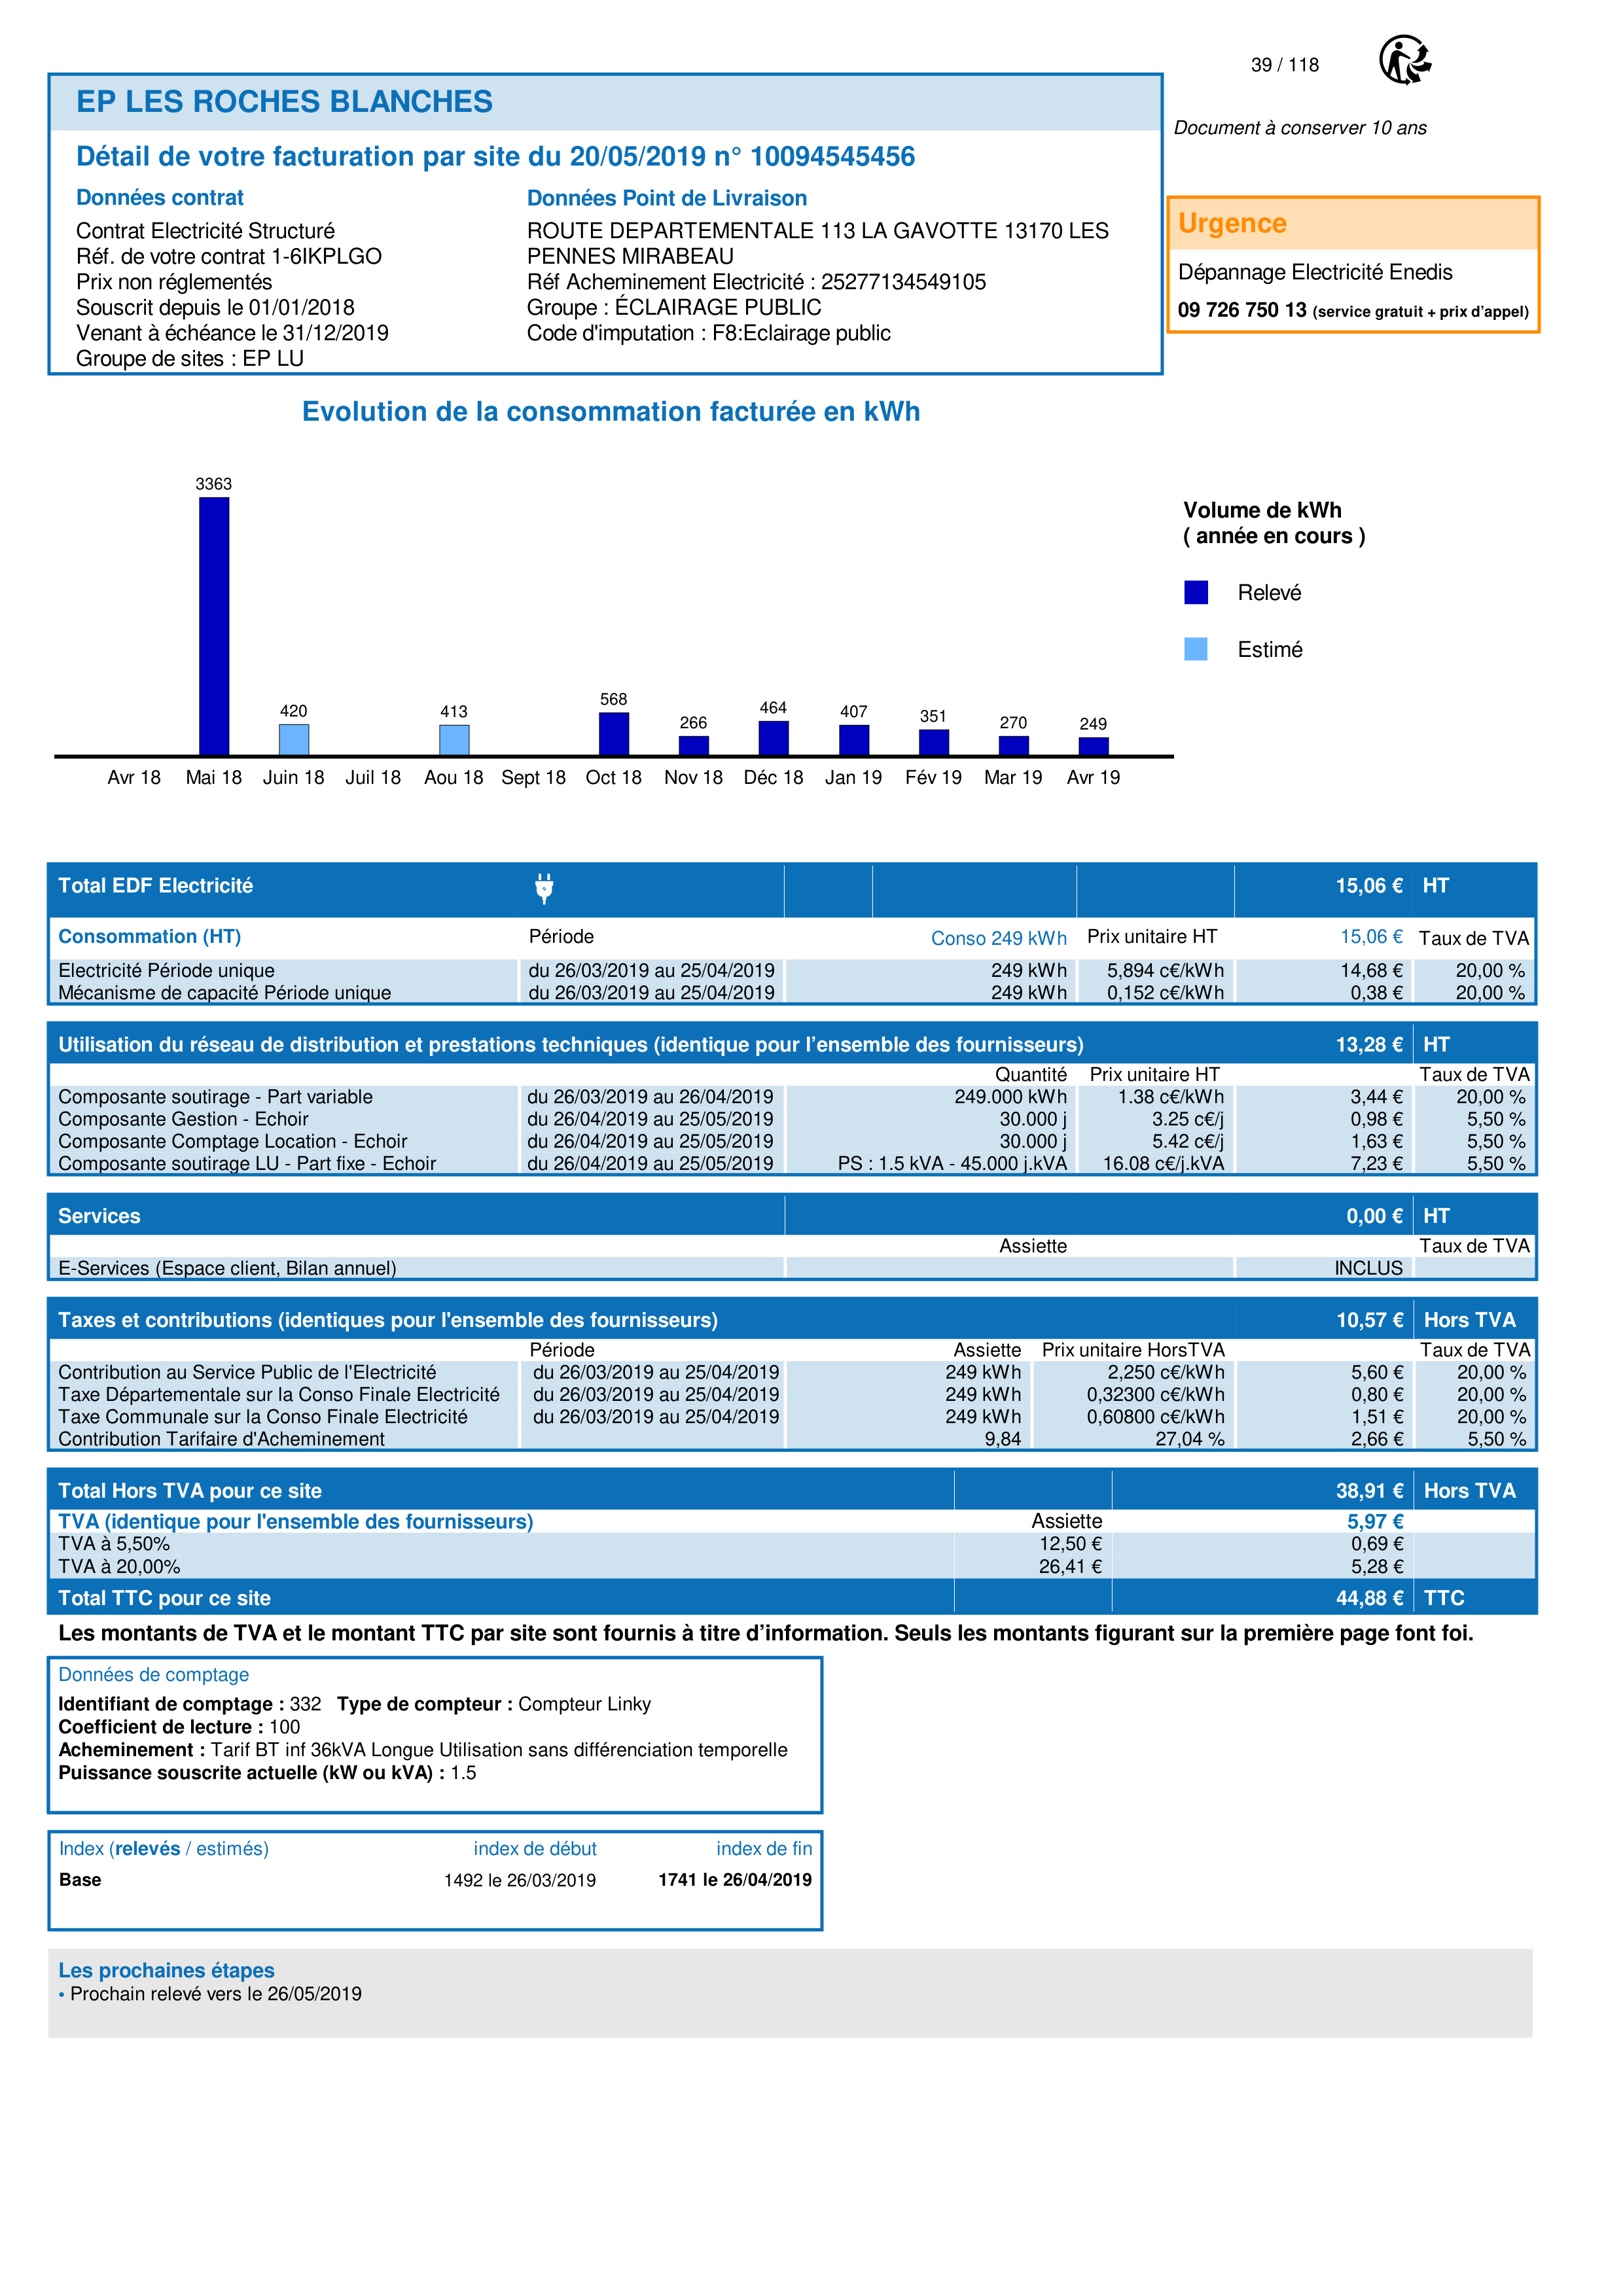 39 / 118
EP LES ROCHES BLANCHES
Document à conserver 10 ans
Détail de votre facturation par site du 20/05/2019 n° 10094545456
Données contrat
Contrat Electricité Structuré
Réf. de votre contrat 1-6IKPLGO
Prix non réglementés
Souscrit depuis le 01/01/2018
Venant à échéance le 31/12/2019
Groupe de sites : EP LU
Données Point de Livraison
ROUTE DEPARTEMENTALE 113 LA GAVOTTE 13170 LES
PENNES MIRABEAU
Réf Acheminement Electricité : 25277134549105
Groupe : ÉCLAIRAGE PUBLIC
Code d'imputation : F8:Eclairage public
Urgence
Dépannage Electricité Enedis
09 726 750 13 (service gratuit + prix d’appel)
Evolution de la consommation facturée en kWh
3363
420
413
568
266
464
407
351
270
249
Avr 18 Mai 18 Juin 18 Juil 18 Aou 18 Sept 18 Oct 18 Nov 18 Déc 18 Jan 19 Fév 19 Mar 19 Avr 19
Volume de kWh
( année en cours )
Relevé
Estimé
Total EDF Electricité 15,06 € HT
Consommation (HT) Période Conso 249 kWh Prix unitaire HT 15,06 € Taux de TVA
Electricité Période unique du 26/03/2019 au 25/04/2019 249 kWh 5,894 c€/kWh 14,68 € 20,00 %
Mécanisme de capacité Période unique du 26/03/2019 au 25/04/2019 249 kWh 0,152 c€/kWh 0,38 € 20,00 %
Utilisation du réseau de distribution et prestations techniques (identique pour l’ensemble des fournisseurs) 13,28 € HT
Quantité Prix unitaire HT Taux de TVA
Composante soutirage - Part variable du 26/03/2019 au 26/04/2019 249.000 kWh 1.38 c€/kWh 3,44 € 20,00 %
Composante Gestion - Echoir du 26/04/2019 au 25/05/2019 30.000 j 3.25 c€/j 0,98 € 5,50 %
Composante Comptage Location - Echoir du 26/04/2019 au 25/05/2019 30.000 j 5.42 c€/j 1,63 € 5,50 %
Composante soutirage LU - Part fixe - Echoir du 26/04/2019 au 25/05/2019 PS : 1.5 kVA - 45.000 j.kVA 16.08 c€/j.kVA 7,23 € 5,50 %
Services 0,00 € HT
Assiette Taux de TVA
E-Services (Espace client, Bilan annuel) INCLUS
Taxes et contributions (identiques pour l'ensemble des fournisseurs) 10,57 € Hors TVA
Période Assiette Prix unitaire HorsTVA Taux de TVA
Contribution au Service Public de l'Electricité du 26/03/2019 au 25/04/2019 249 kWh 2,250 c€/kWh 5,60 € 20,00 %
Taxe Départementale sur la Conso Finale Electricité du 26/03/2019 au 25/04/2019 249 kWh 0,32300 c€/kWh 0,80 € 20,00 %
Taxe Communale sur la Conso Finale Electricité du 26/03/2019 au 25/04/2019 249 kWh 0,60800 c€/kWh 1,51 € 20,00 %
Contribution Tarifaire d'Acheminement 9,84 27,04 % 2,66 € 5,50 %
Total Hors TVA pour ce site 38,91 € Hors TVA
TVA (identique pour l'ensemble des fournisseurs) Assiette 5,97 €
TVA à 5,50% 12,50 € 0,69 €
TVA à 20,00% 26,41 € 5,28 €
Total TTC pour ce site 44,88 € TTC
Les montants de TVA et le montant TTC par site sont fournis à titre d’information. Seuls les montants figurant sur la première page font foi.
Données de comptage
Identifiant de comptage : 332 Type de compteur : Compteur Linky
Coefficient de lecture : 100
Acheminement : Tarif BT inf 36kVA Longue Utilisation sans différenciation temporelle
Puissance souscrite actuelle (kW ou kVA) : 1.5
Index (relevés / estimés) index de début index de fin
Base 1492 le 26/03/2019 1741 le 26/04/2019
Les prochaines étapes
• Prochain relevé vers le 26/05/2019